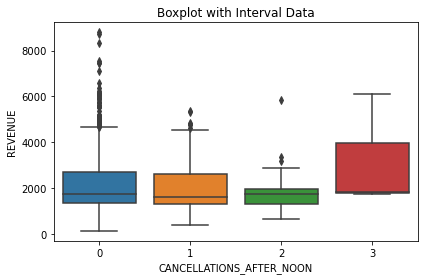 Boxplot with Interval Data
8000
6000
4000
2000
0
REVENUE
0 1 2 3
CANCELLATIONS_AFTER_NOON